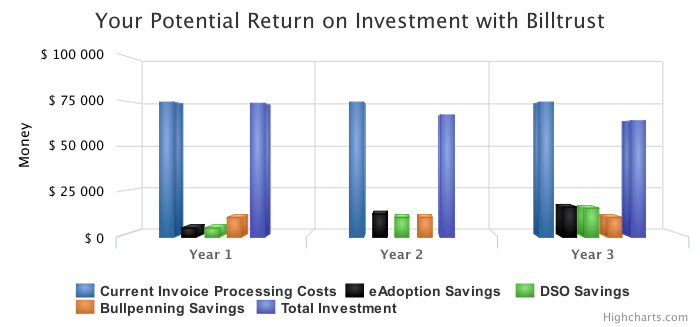 Your Potential Return on Investment with Billtrust
$ 100 000
$ 75 000
$ 50 000
$ 25 000
$ 0
Money
Year 1 Year 2 Year 3
Current Invoice Processing Costs eAdoption Savings DSO Savings
Bullpenning Savings Total Investment
Highcharts.com